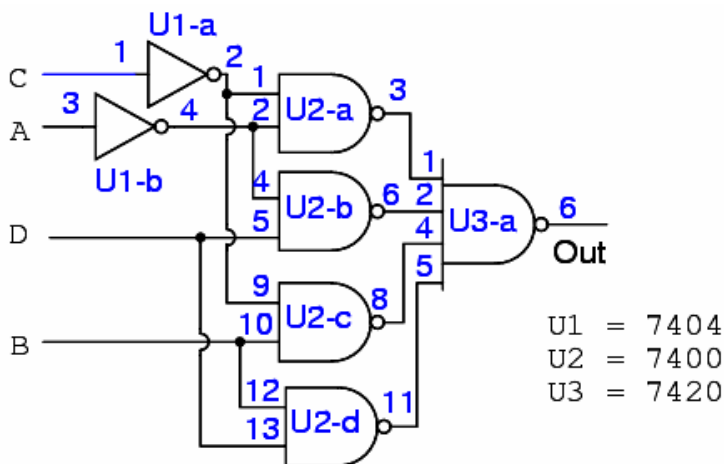 U1-a
C 1 2
1 3
U2-a
A 3 4 2
U1-b
1
4 2
U2-b 6 U3-a 6
D 5 4
Out
5
9 8
U2-c
B 10
12 11
U2-d
13
U1 = 7404
U2 = 7400
U3 = 7420